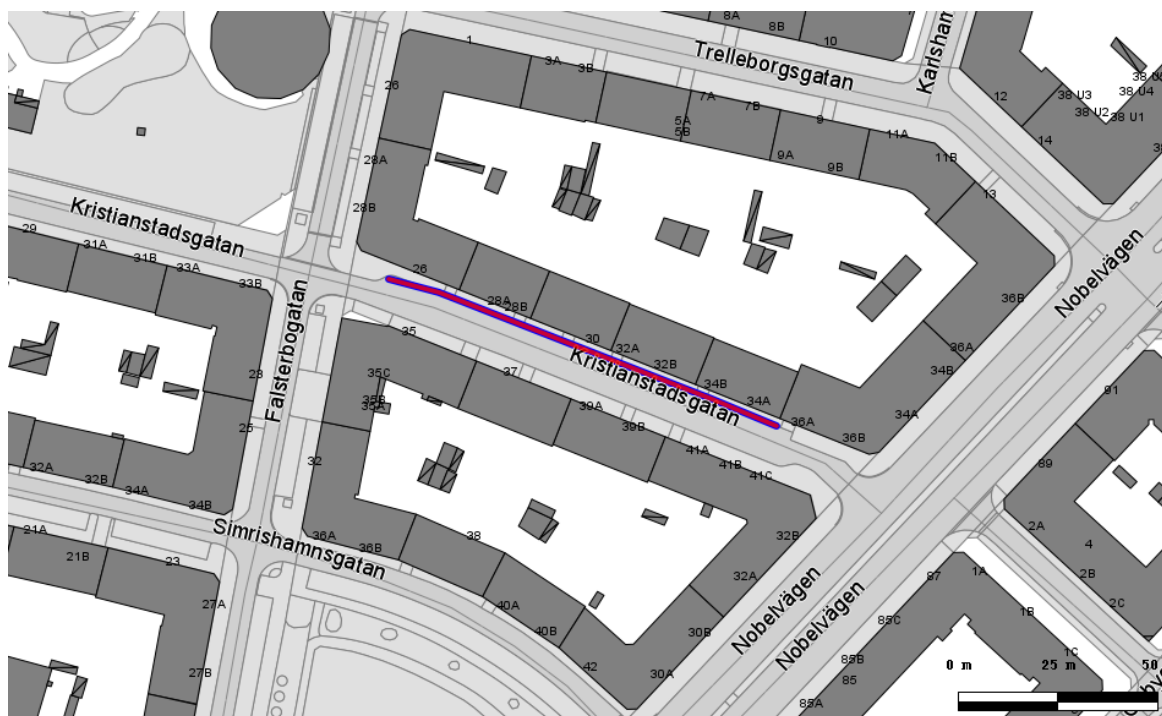 8A
8B
10
1
3A
3B
Trelleborgsgatan
Karlsham
38 U4
38 U3
38 U2
38 U1
12
14
26
7A
7B
5A
5B
9
11A
11B
9A
9B
13
28A
28B
Kristianstadsgatan
29
31A
31B
33A
33B
26
28A
28B
30
32A
32B
34B
34A
36A
36B
Kristianstadsgatan
36B
36A
34B
34A
Nobelvägen
Falsterbogatan
35
35C
35B
35A
37
39A
39B
41A
41B
41C
23
25
32
32A
32B
34A
34B
Simrishamnsgatan
36A
36B
38
40A
40B
42
32B
32A
30B
30A
Nobelvägen
Nobelvägen
21A
21B
23
27A
27B
91
89
2A
4
2B
2C
87
1A
1B
1C
85C
85B
85
85A
0 m
25 m
50